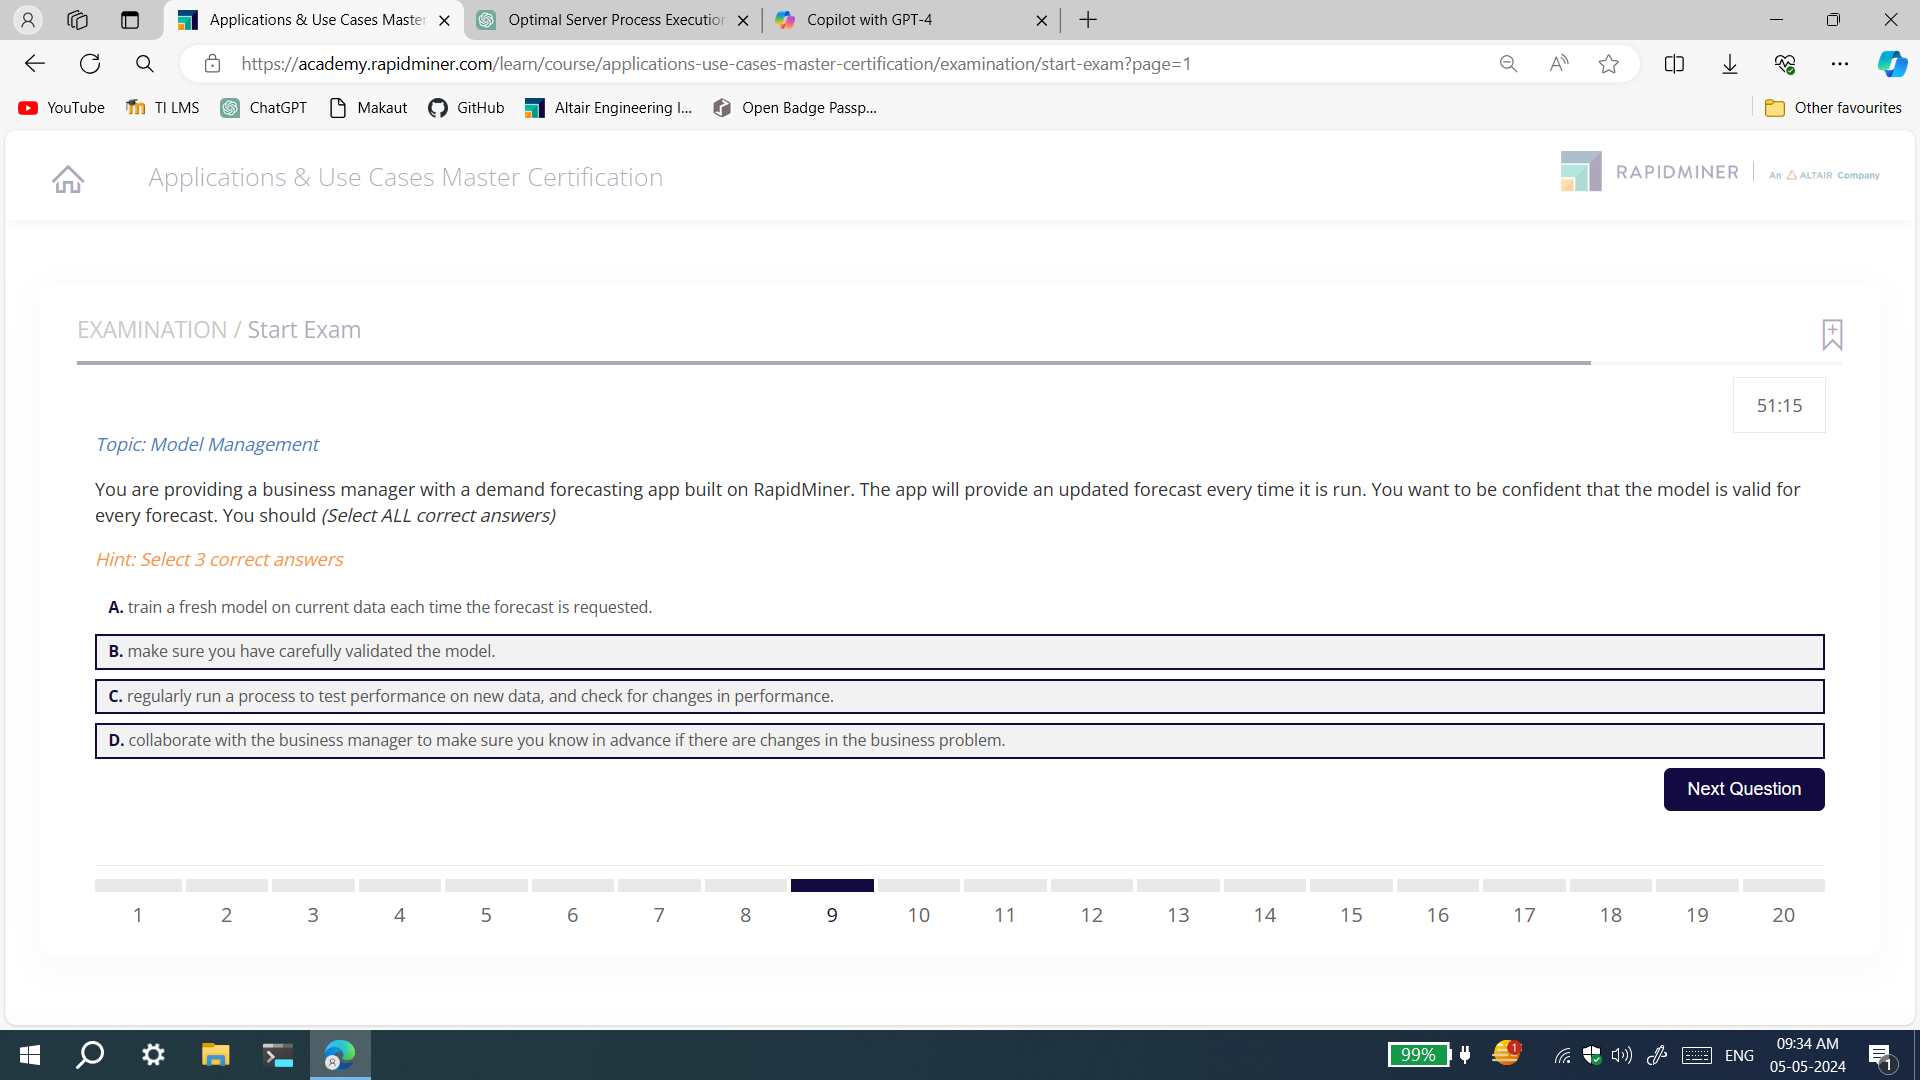 Applications & Use Cases Master
Optimal Server Process Execution
Copilot with GPT-4
https://academy.rapidminer.com/learn/course/applications-use-cases-master-certification/examination/start-exam?page=1
YouTube
TI LMS
ChatGPT
Makaut
GitHub
Altair Engineering I...
Open Badge Passp...
Other favourites
Applications & Use Cases Master Certification
RAPIDMINER
An ALTAIR Company
EXAMINATION / Start Exam
51:15
Topic: Model Management
You are providing a business manager with a demand forecasting app built on RapidMiner. The app will provide an updated forecast every time it is run. You want to be confident that the model is valid for
every forecast. You should (Select ALL correct answers)
Hint: Select 3 correct answers
A. train a fresh model on current data each time the forecast is requested.
B. make sure you have carefully validated the model.
C. regularly run a process to test performance on new data, and check for changes in performance.
D. collaborate with the business manager to make sure you know in advance if there are changes in the business problem.
Next Question
1 2 3 4 5 6 7 8 9 10 11 12 13 14 15 16 17 18 19 20
99%
1
ENG
09:34 AM
05-05-2024
1